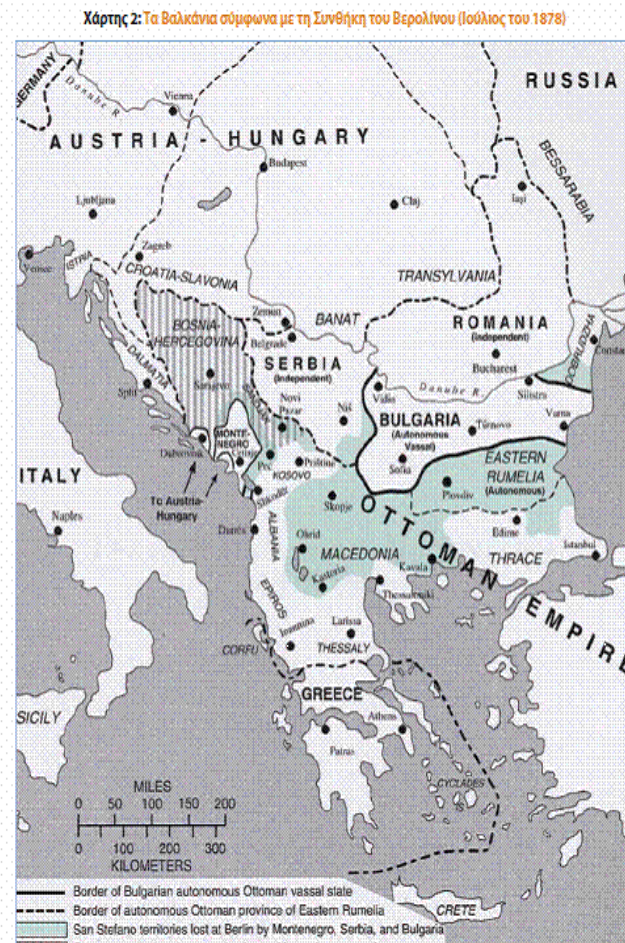 Χάρτης 2: Τα Βαλκάνια σύμφωνα με τη Συνθήκη του Βερολίνου (Ιούλιος του 1878)
GERMANY
Danube R
Vienna
RUSSIA
AUSTRIA - HUNGARY
Budapest
BESSARABIA
Iași
Cluj
Ljubljana
Zagreb
Venice
ISTRIA
CROATIA-SLAVONIA
TRANSYLVANIA
BANAT
Zemun
Belgrade
BOSNIA-
HERCEGOVINA
ROMANIA
(Independent)
DOBRUDZHA
Constan
Bucharest
SERBIA
(Independent)
DALMATIA
Sarajevo
SANDJAK
Split
Novi
Pazar
Niš
Vidin
Danube R
Silistra
Varna
BULGARIA
(Autonomous
Vassal)
Tŭrnovo
MONTE-
NEGRO
Cetinje
Dubrovnik
Peć
Priština
KOSOVO
Sofia
EASTERN
RUMELIA
(Autonomous)
Plovdiv
ITALY
To Austria-
Hungary
Shkodër
Skopje
OTTOMAN EMPIRE
Naples
Durrës
ALBANIA
Ohrid
MACEDONIA
Edirne
Istanbul
THRACE
Kastoria
Kavala
Thessaloniki
EPIROS
Ioannina
Larissa
CORFU
THESSALY
GREECE
SICILY
Athens
Patras
CYCLADES
MILES
0 50 100 150 200
0 100 200 300
KILOMETERS
CRETE
Border of Bulgarian autonomous Ottoman vassal state
Border of autonomous Ottoman province of Eastern Rumelia
San Stefano territories lost at Berlin by Montenegro, Serbia, and Bulgaria